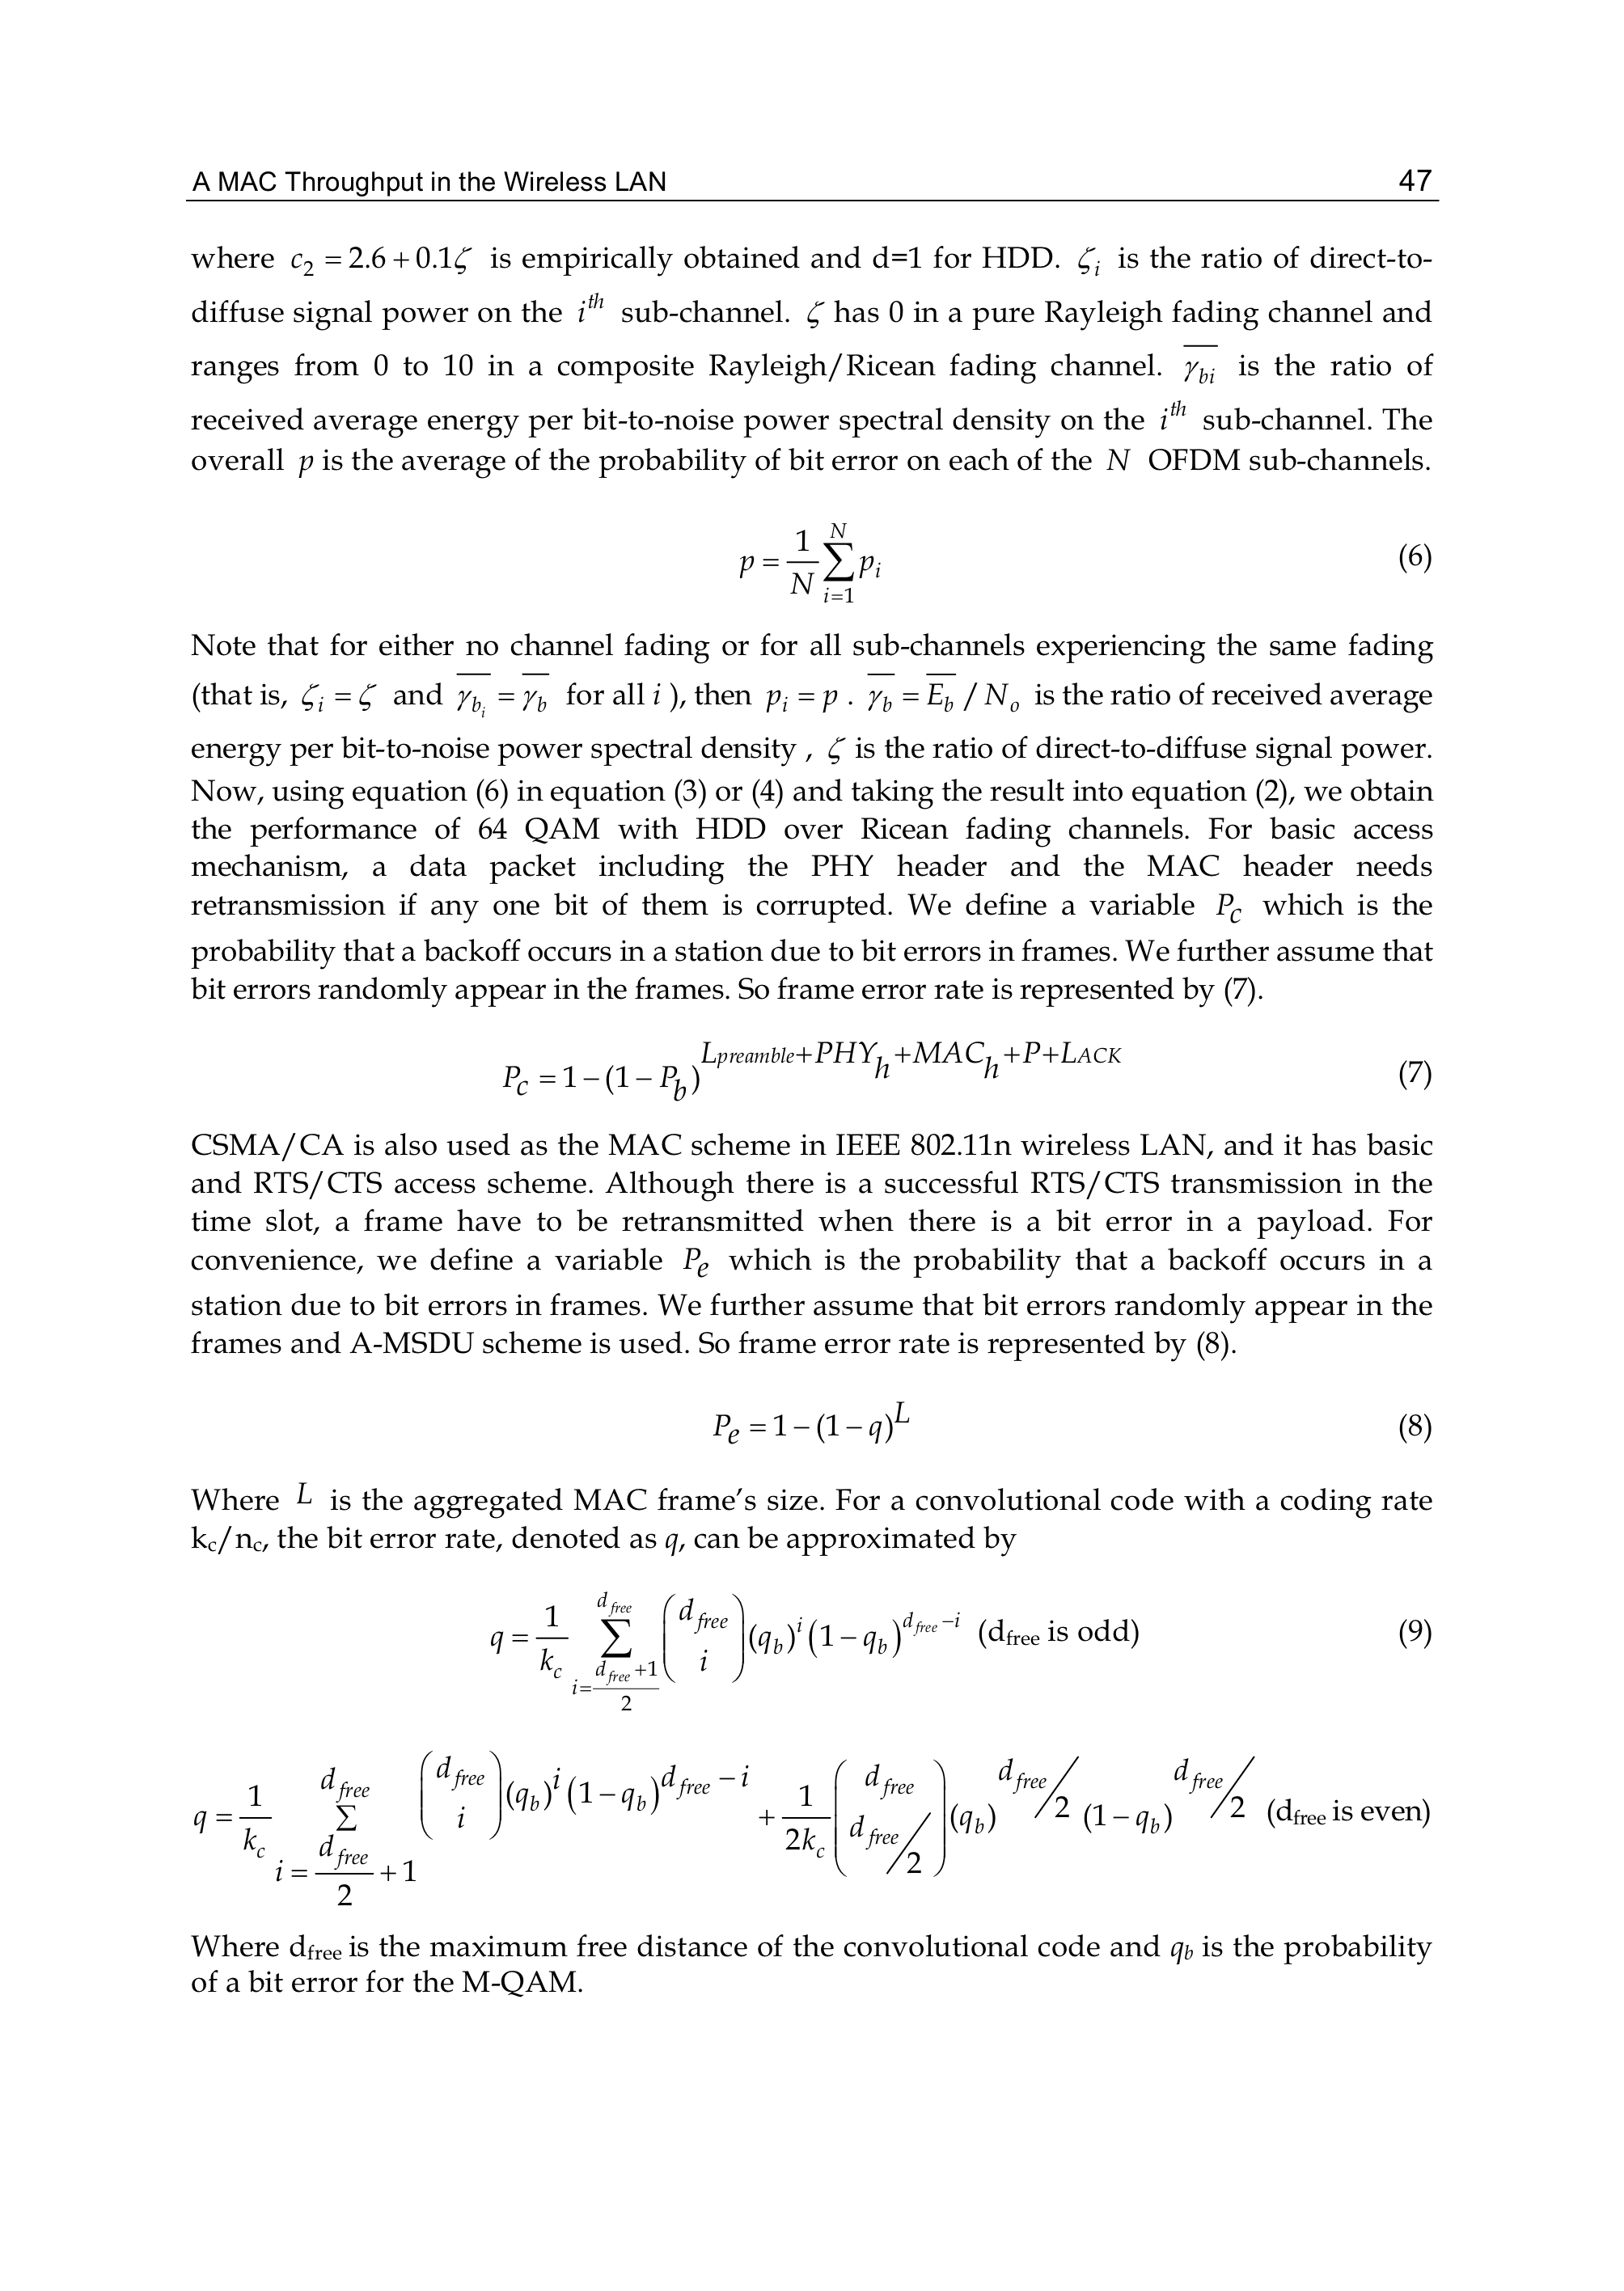 A MAC Throughput in the Wireless LAN 47
where c₂ = 2.6 + 0.1ζ is empirically obtained and d=1 for HDD. ζᵢ is the ratio of direct-to-
diffuse signal power on the i^{th} sub-channel. ζ has 0 in a pure Rayleigh fading channel and
ranges from 0 to 10 in a composite Rayleigh/Ricean fading channel. \overline{γ_{bi}} is the ratio of
received average energy per bit-to-noise power spectral density on the i^{th} sub-channel. The
overall p is the average of the probability of bit error on each of the N OFDM sub-channels.
p = \frac{1}{N} \sum_{i=1}^{N} p_i (6)
Note that for either no channel fading or for all sub-channels experiencing the same fading
(that is, ζ_i = ζ and \overline{γ_{b_i}} = \overline{γ_b} for all i ), then p_i = p . \overline{γ_b} = \overline{E_b} / N_o is the ratio of received average
energy per bit-to-noise power spectral density , ζ is the ratio of direct-to-diffuse signal power.
Now, using equation (6) in equation (3) or (4) and taking the result into equation (2), we obtain
the performance of 64 QAM with HDD over Ricean fading channels. For basic access
mechanism, a data packet including the PHY header and the MAC header needs
retransmission if any one bit of them is corrupted. We define a variable P_c which is the
probability that a backoff occurs in a station due to bit errors in frames. We further assume that
bit errors randomly appear in the frames. So frame error rate is represented by (7).
P_c = 1 − (1 − P_b)^{L_{preamble}+PHY_h+MAC_h+P+L_{ACK}} (7)
CSMA/CA is also used as the MAC scheme in IEEE 802.11n wireless LAN, and it has basic
and RTS/CTS access scheme. Although there is a successful RTS/CTS transmission in the
time slot, a frame have to be retransmitted when there is a bit error in a payload. For
convenience, we define a variable P_e which is the probability that a backoff occurs in a
station due to bit errors in frames. We further assume that bit errors randomly appear in the
frames and A-MSDU scheme is used. So frame error rate is represented by (8).
P_e = 1 − (1 − q)^L (8)
Where L is the aggregated MAC frame’s size. For a convolutional code with a coding rate
k_c/n_c, the bit error rate, denoted as q, can be approximated by
q = \frac{1}{k_c} \sum_{i=\frac{d_{free}+1}{2}}^{d_{free}} \binom{d_{free}}{i} (q_b)^i (1 − q_b)^{d_{free}−i} (d_{free} is odd) (9)
q = \frac{1}{k_c} \sum_{i=\frac{d_{free}}{2}+1}^{d_{free}} \binom{d_{free}}{i} (q_b)^i (1 − q_b)^{d_{free}−i} + \frac{1}{2k_c} \binom{d_{free}}{d_{free}/2} (q_b)^{d_{free}/2} (1 − q_b)^{d_{free}/2} (d_{free} is even)
Where d_{free} is the maximum free distance of the convolutional code and q_b is the probability
of a bit error for the M-QAM.